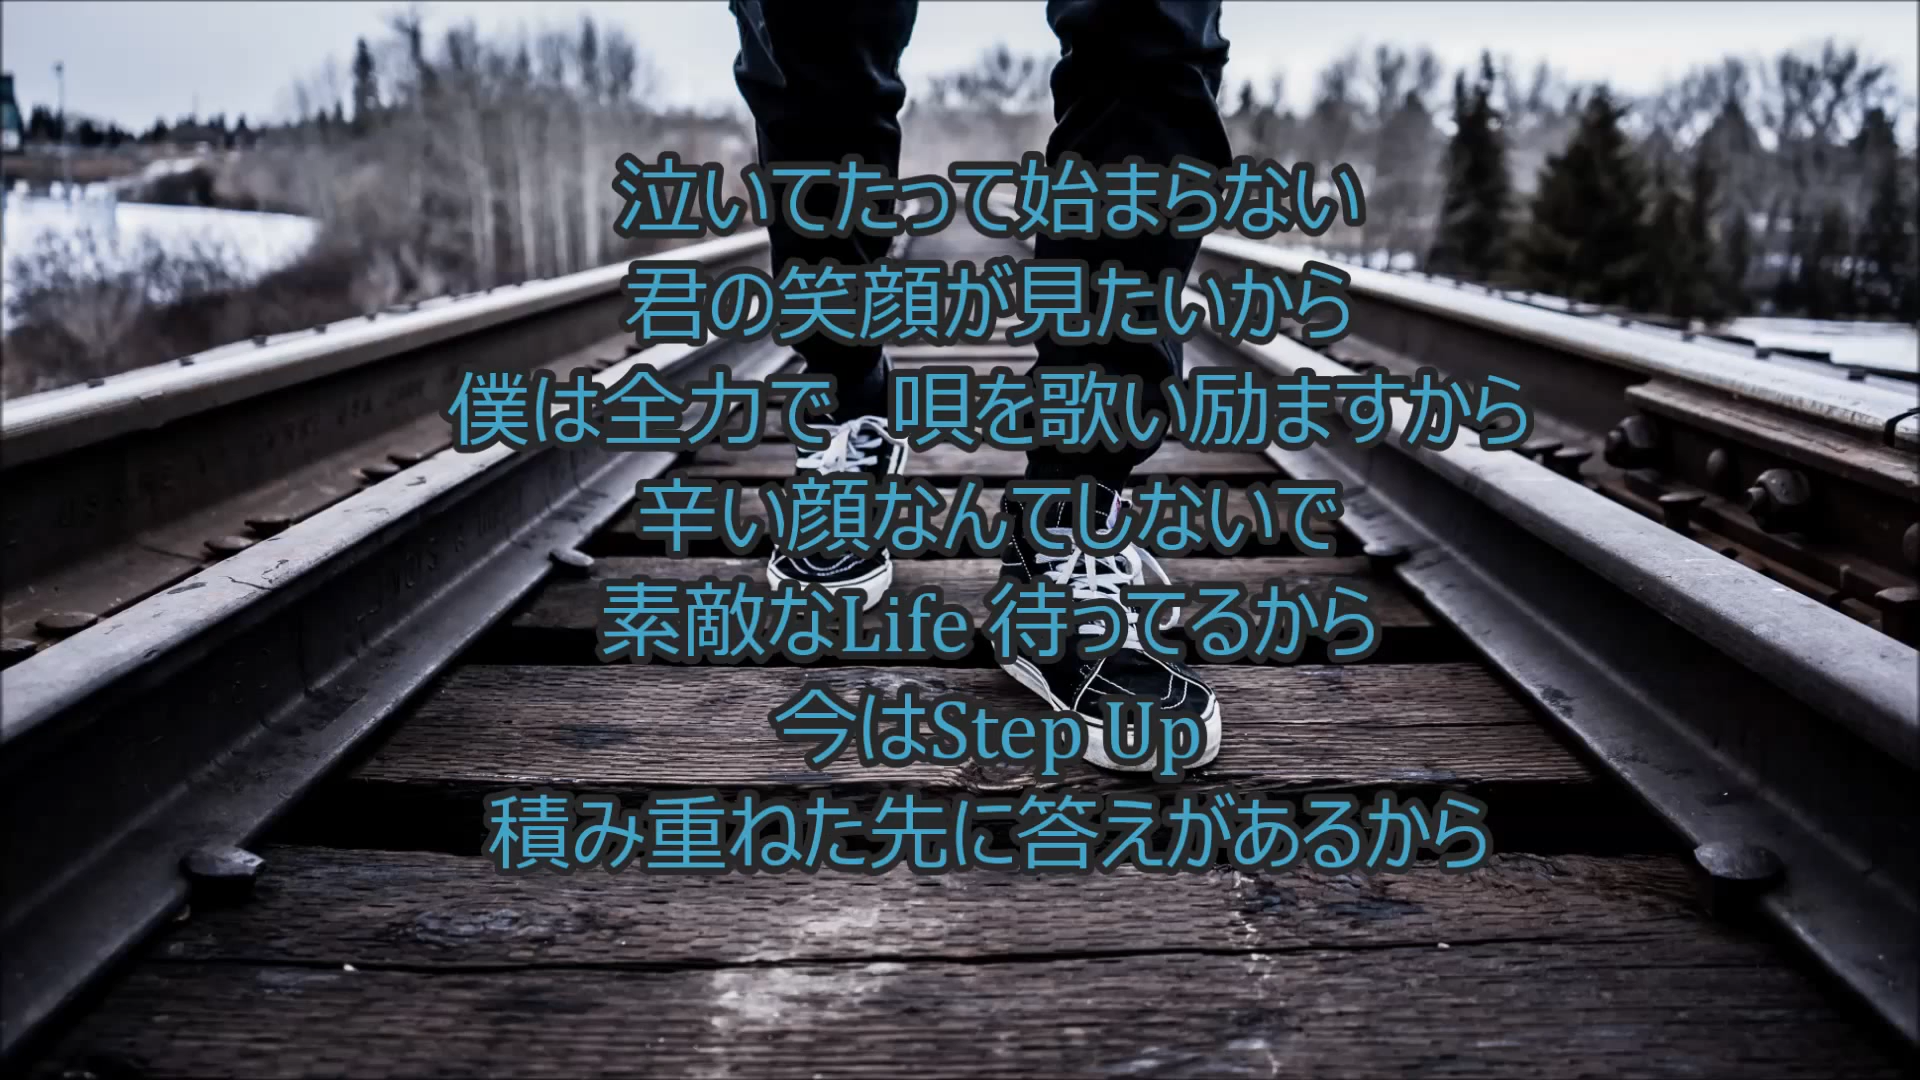 泣いてたって始まらない
君の笑顔が見たいから
僕は全力で　唄を歌い励ますから
辛い顔なんてしないで
素敵なLife 待ってるから
今はStep Up
積み重ねた先に答えがあるから